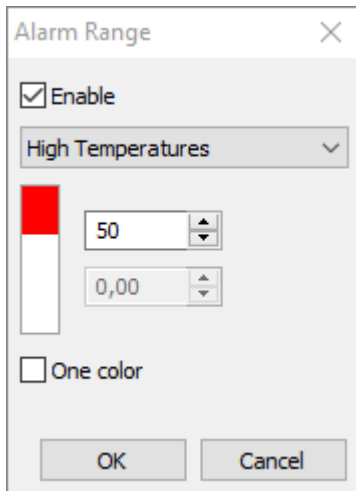 Alarm Range
Enable
High Temperatures
50
0,00
One color
OK
Cancel